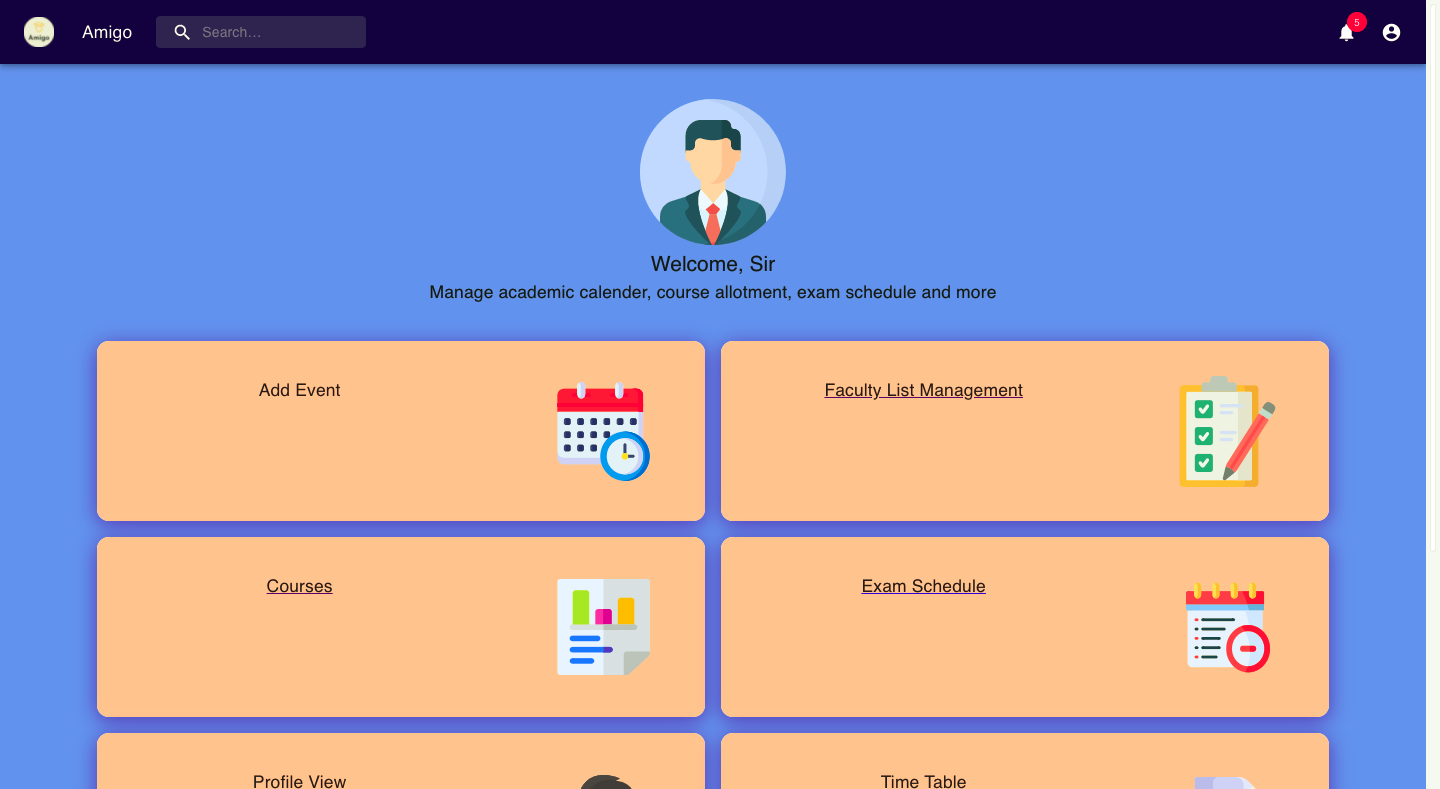 Amigo
Amigo
Search…
5
Welcome, Sir
Manage academic calender, course allotment, exam schedule and more
Add Event
Faculty List Management
Courses
Exam Schedule
Profile View
Time Table